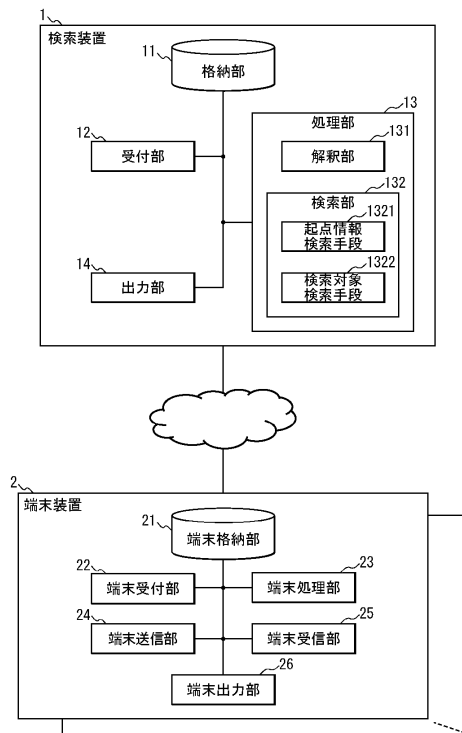 1
検索装置
11
格納部
13
処理部
12
受付部
131
解釈部
132
検索部
1321
起点情報
検索手段
14
出力部
1322
検索対象
検索手段
2
端末装置
21
端末格納部
22
端末受付部
23
端末処理部
24
端末送信部
25
端末受信部
26
端末出力部